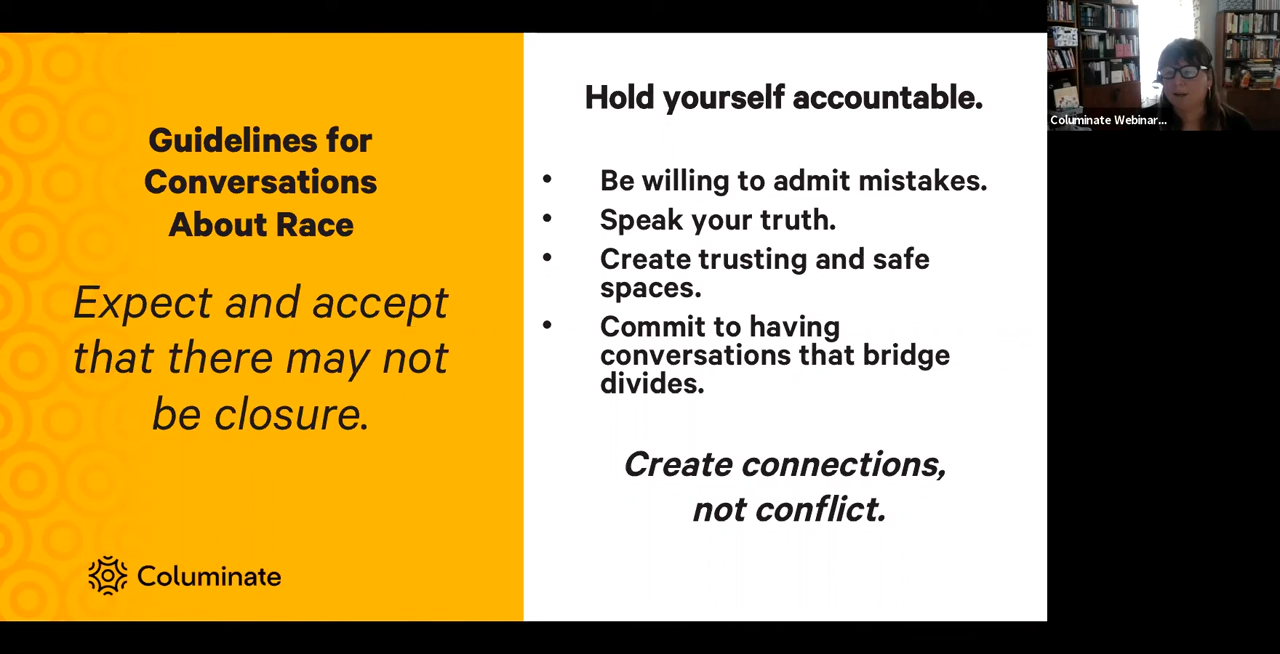 Guidelines for
Conversations
About Race
Expect and accept
that there may not
be closure.
Columinate
Hold yourself accountable.
• Be willing to admit mistakes.
• Speak your truth.
• Create trusting and safe
spaces.
• Commit to having
conversations that bridge
divides.
Create connections,
not conflict.
Columinate Webinar...